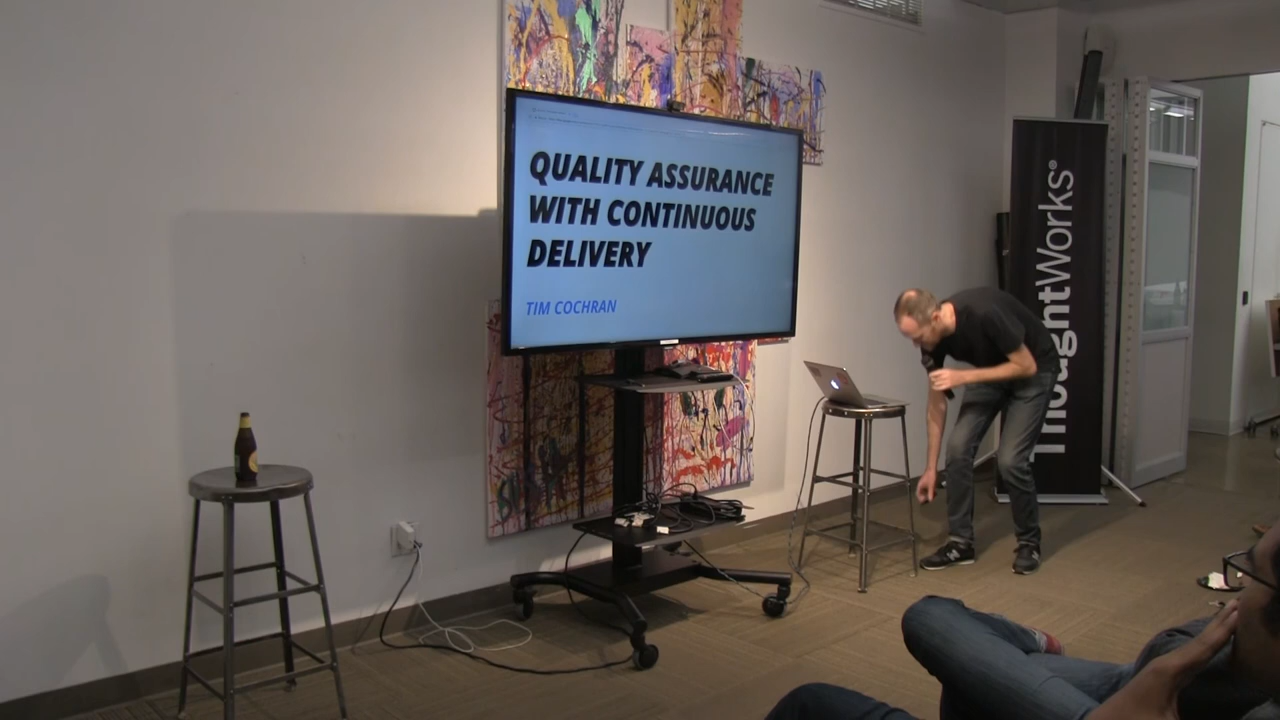 QUALITY ASSURANCE
WITH CONTINUOUS
DELIVERY
TIM COCHRAN
ThoughtWorks®